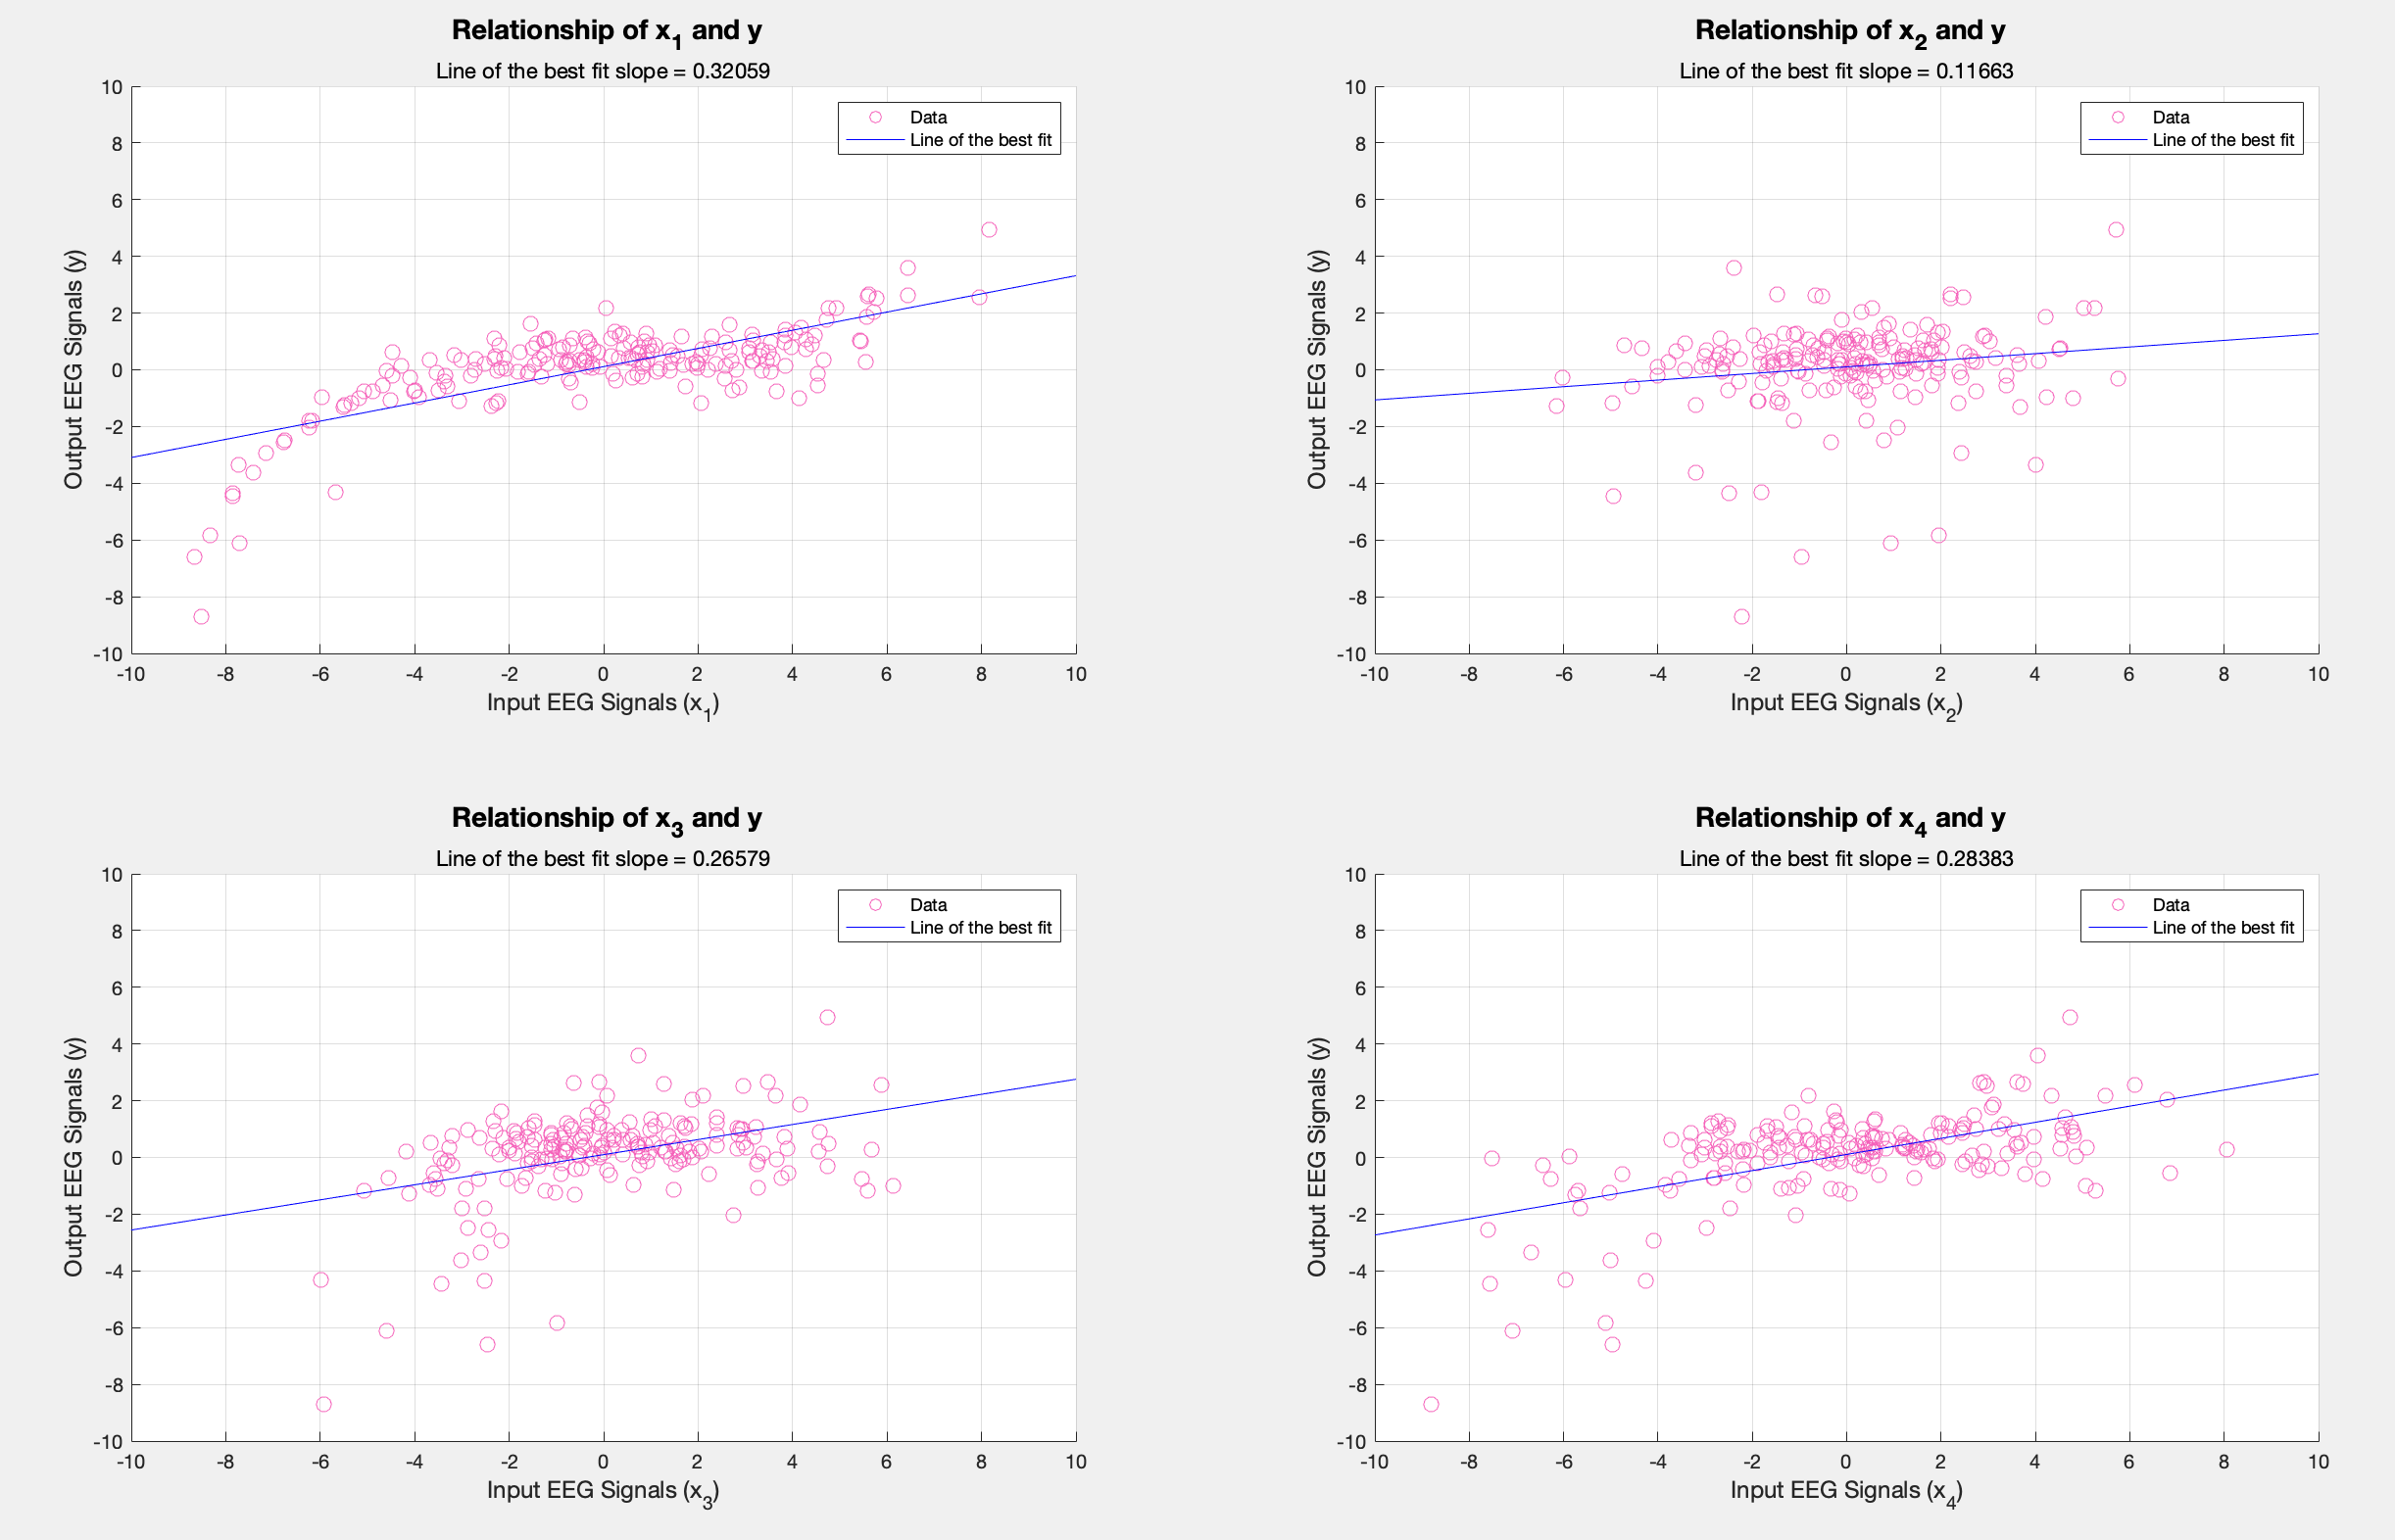 Relationship of x1 and y
Line of the best fit slope = 0.32059
Data
Line of the best fit
10
8
6
4
2
0
-2
-4
-6
-8
-10
Output EEG Signals (y)
-10 -8 -6 -4 -2 0 2 4 6 8 10
Input EEG Signals (x1)
Relationship of x2 and y
Line of the best fit slope = 0.11663
Data
Line of the best fit
10
8
6
4
2
0
-2
-4
-6
-8
-10
Output EEG Signals (y)
-10 -8 -6 -4 -2 0 2 4 6 8 10
Input EEG Signals (x2)
Relationship of x3 and y
Line of the best fit slope = 0.26579
Data
Line of the best fit
10
8
6
4
2
0
-2
-4
-6
-8
-10
Output EEG Signals (y)
-10 -8 -6 -4 -2 0 2 4 6 8 10
Input EEG Signals (x3)
Relationship of x4 and y
Line of the best fit slope = 0.28383
Data
Line of the best fit
10
8
6
4
2
0
-2
-4
-6
-8
-10
Output EEG Signals (y)
-10 -8 -6 -4 -2 0 2 4 6 8 10
Input EEG Signals (x4)